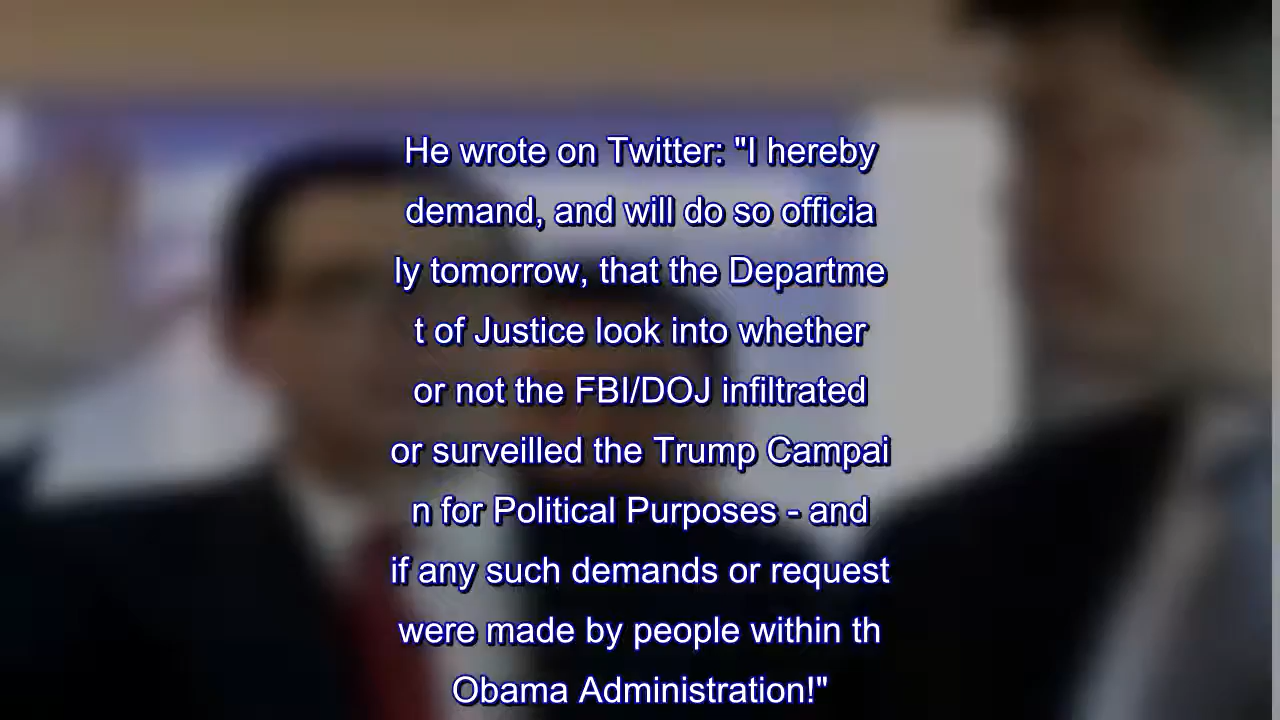 He wrote on Twitter: "I hereby
demand, and will do so officia
ly tomorrow, that the Departme
t of Justice look into whether
or not the FBI/DOJ infiltrated
or surveilled the Trump Campai
n for Political Purposes - and
if any such demands or request
were made by people within th
Obama Administration!"